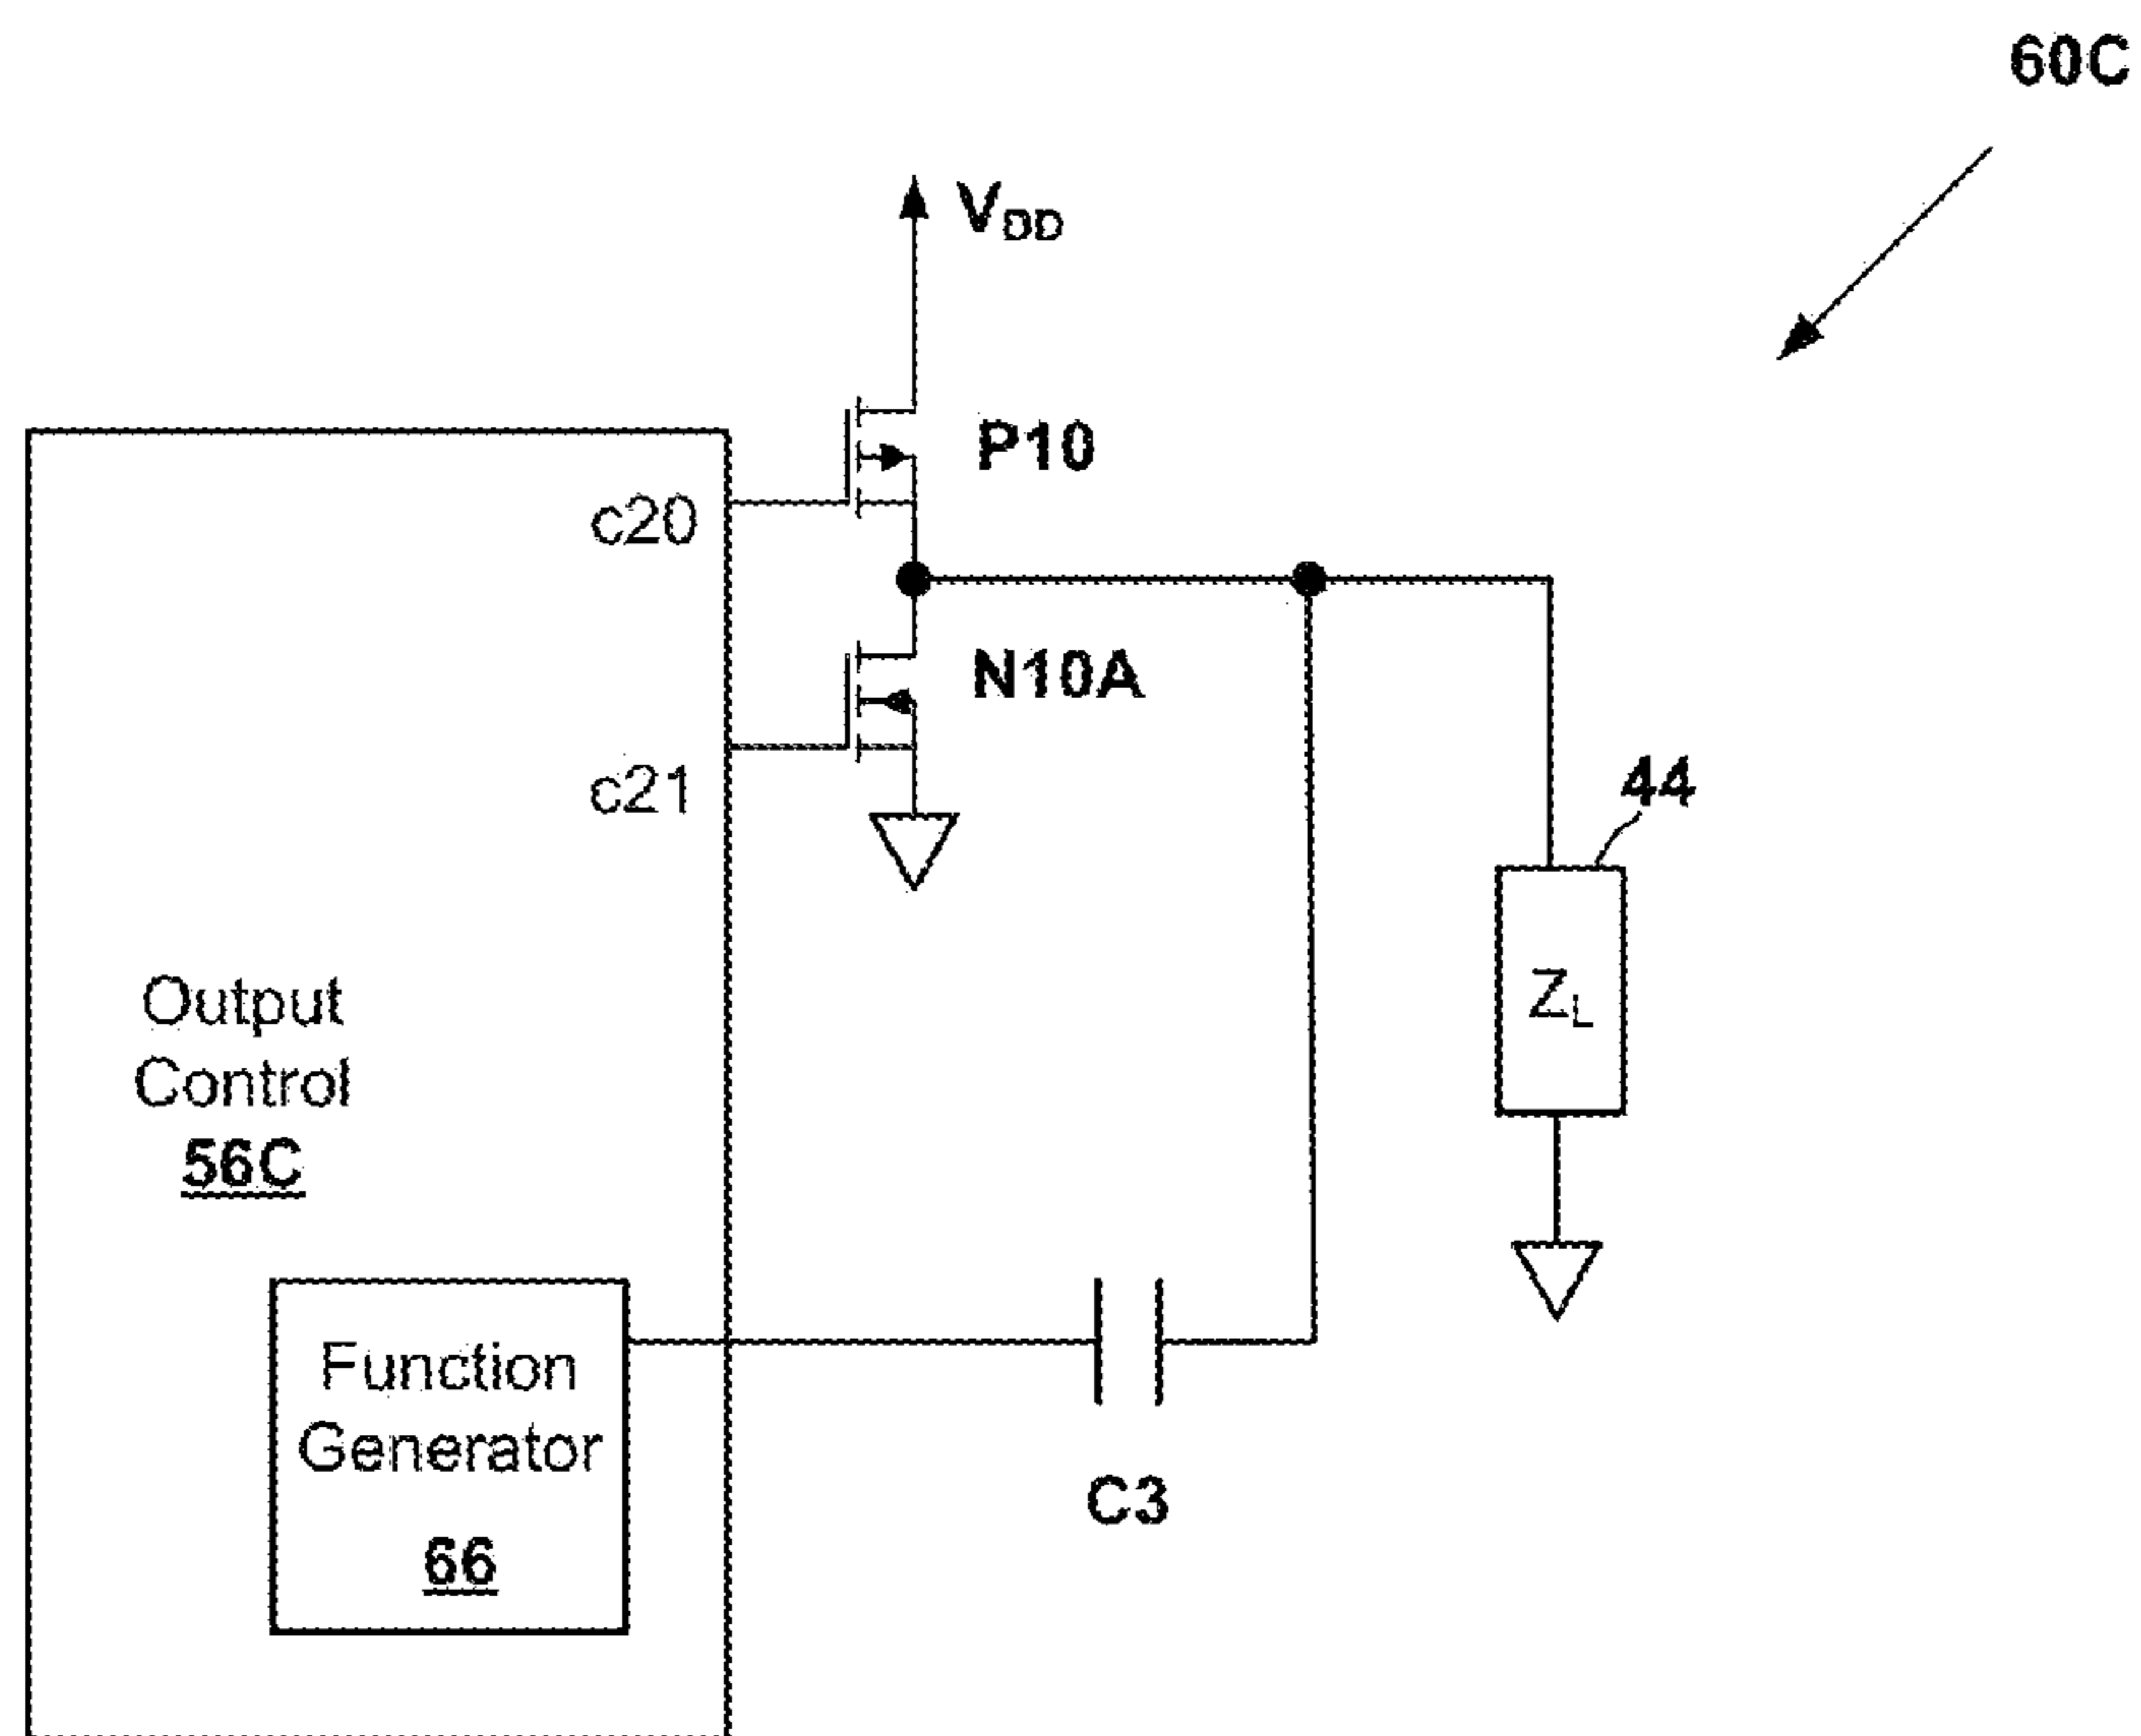 60C
VDD
P10
c20
N10A
c21
44
ZL
Output
Control
56C
Function
Generator
66
C3